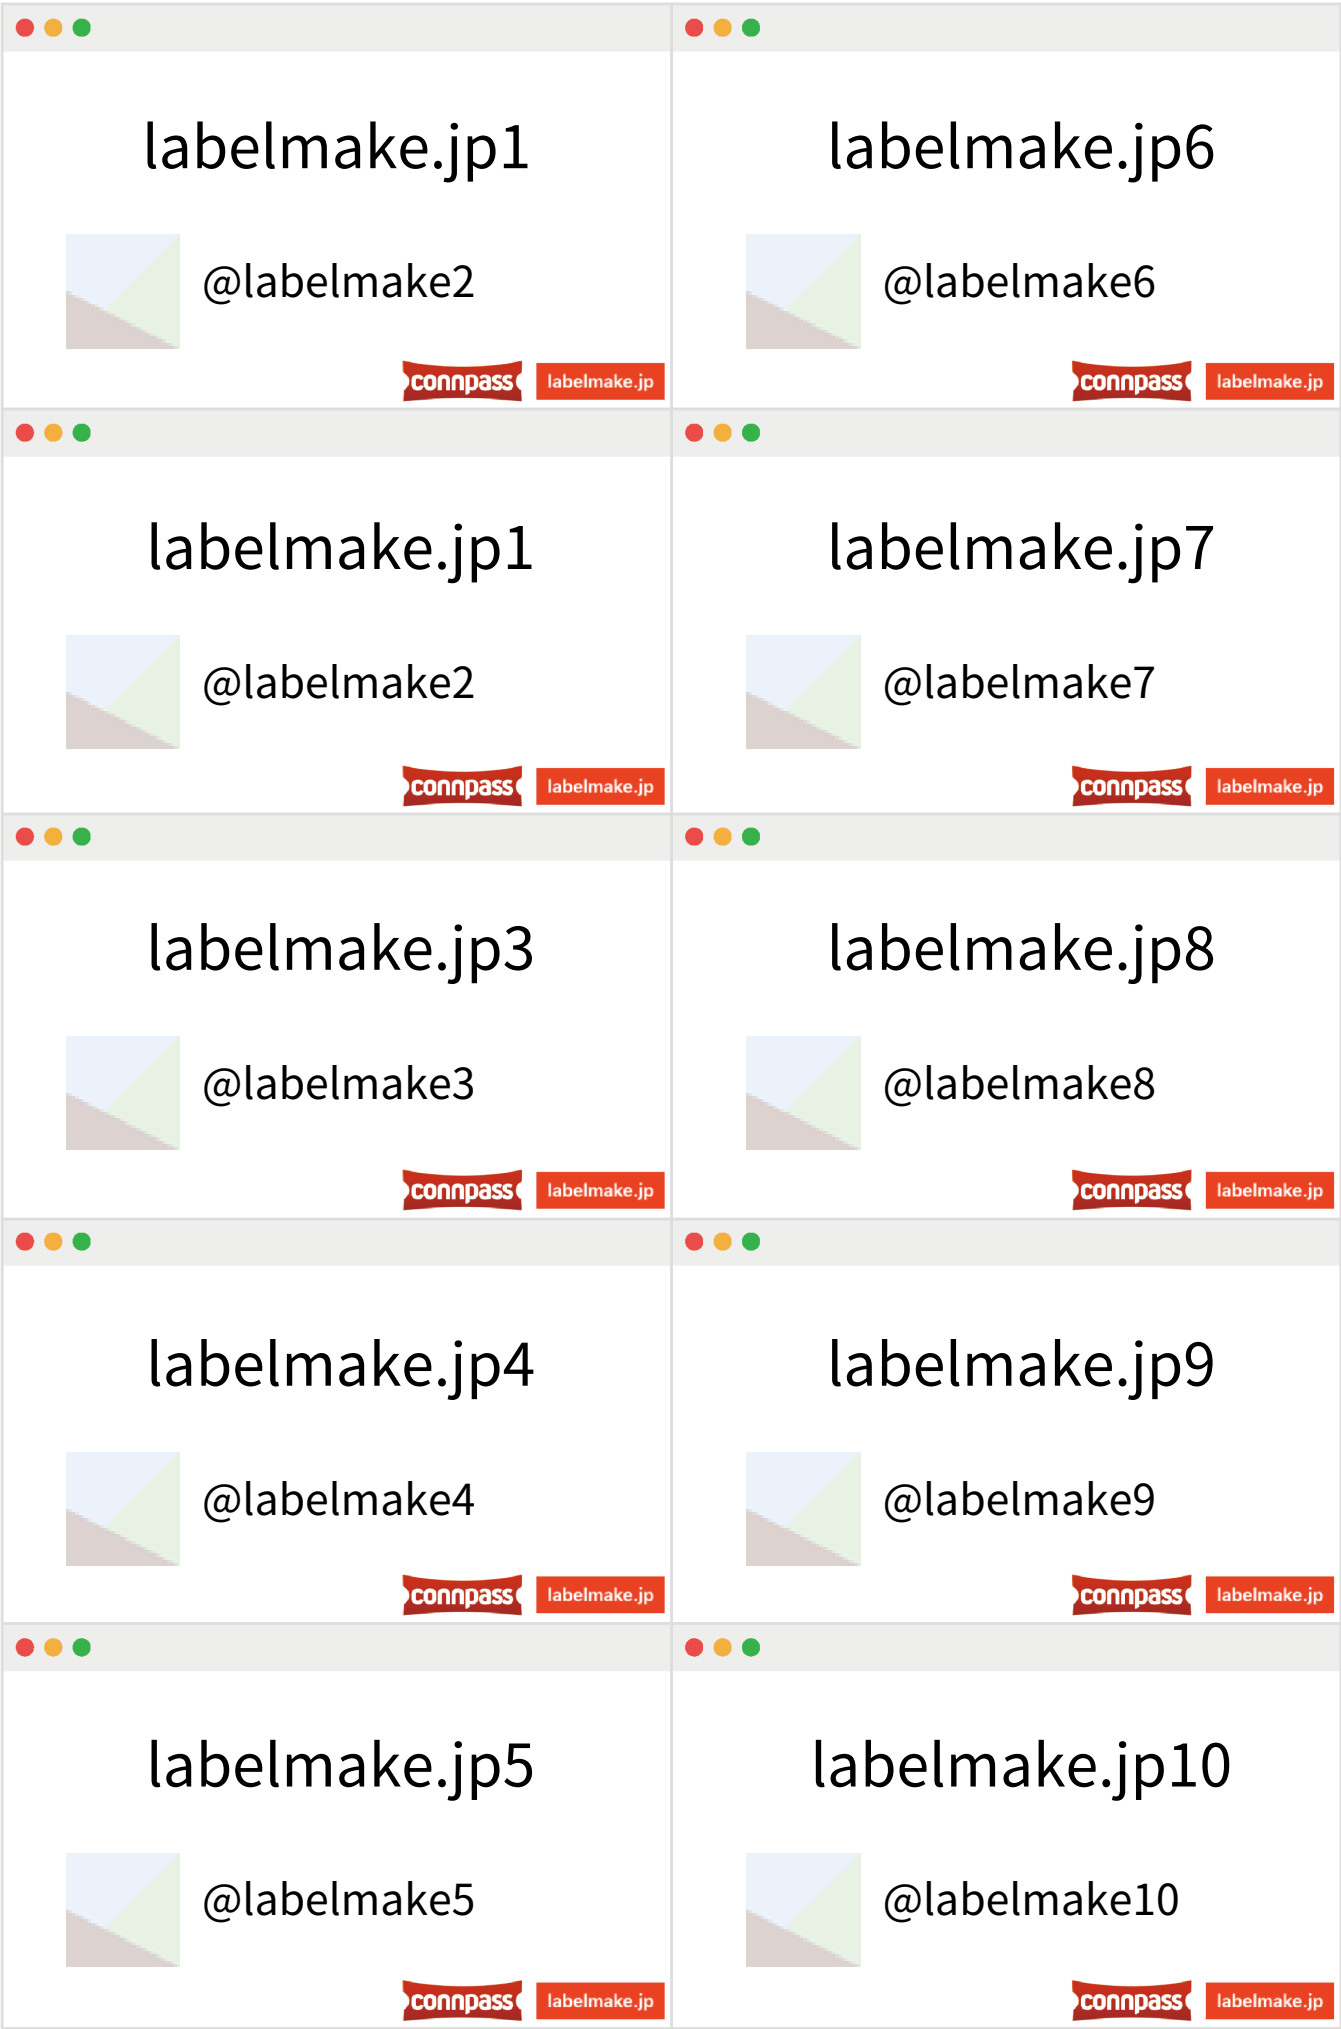 labelmake.jp1
@labelmake2
connpass labelmake.jp
labelmake.jp1
@labelmake2
connpass labelmake.jp
labelmake.jp3
@labelmake3
connpass labelmake.jp
labelmake.jp4
@labelmake4
connpass labelmake.jp
labelmake.jp5
@labelmake5
connpass labelmake.jp
labelmake.jp6
@labelmake6
connpass labelmake.jp
labelmake.jp7
@labelmake7
connpass labelmake.jp
labelmake.jp8
@labelmake8
connpass labelmake.jp
labelmake.jp9
@labelmake9
connpass labelmake.jp
labelmake.jp10
@labelmake10
connpass labelmake.jp